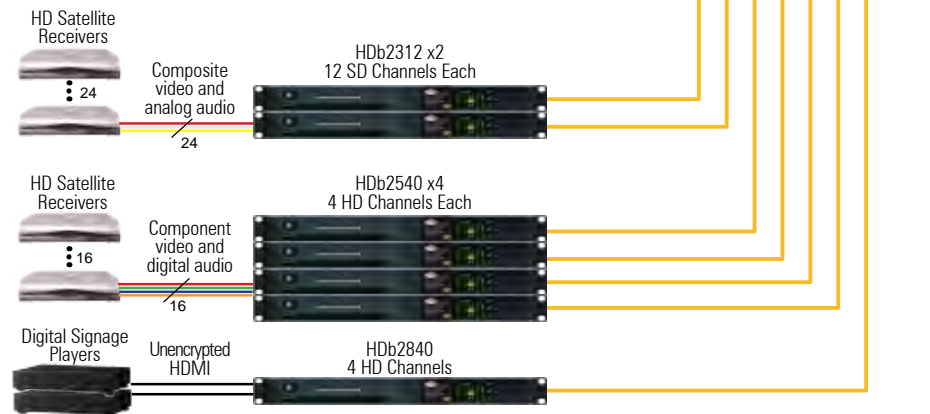 HD Satellite
Receivers
24
Composite
video and
analog audio
24
HDb2312 x2
12 SD Channels Each
HD Satellite
Receivers
16
Component
video and
digital audio
16
HDb2540 x4
4 HD Channels Each
Digital Signage
Players
Unencrypted
HDMI
HDb2840
4 HD Channels